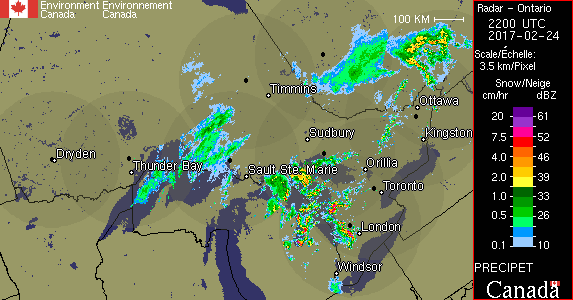 Environment Environnement
Canada Canada
100 KM
Timmins
Ottawa
Sudbury
Kingston
Dryden
Thunder Bay
Sault Ste. Marie
Orillia
Toronto
London
Windsor
Radar - Ontario
2200 UTC
2017-02-24
Scale/Échelle:
3.5 km/Pixel
Snow/Neige
cm/hr dBZ
20 61
7.5 52
4.0 46
2.0 39
1.0 33
0.5 26
0.1 10
PRECIPET
Canada